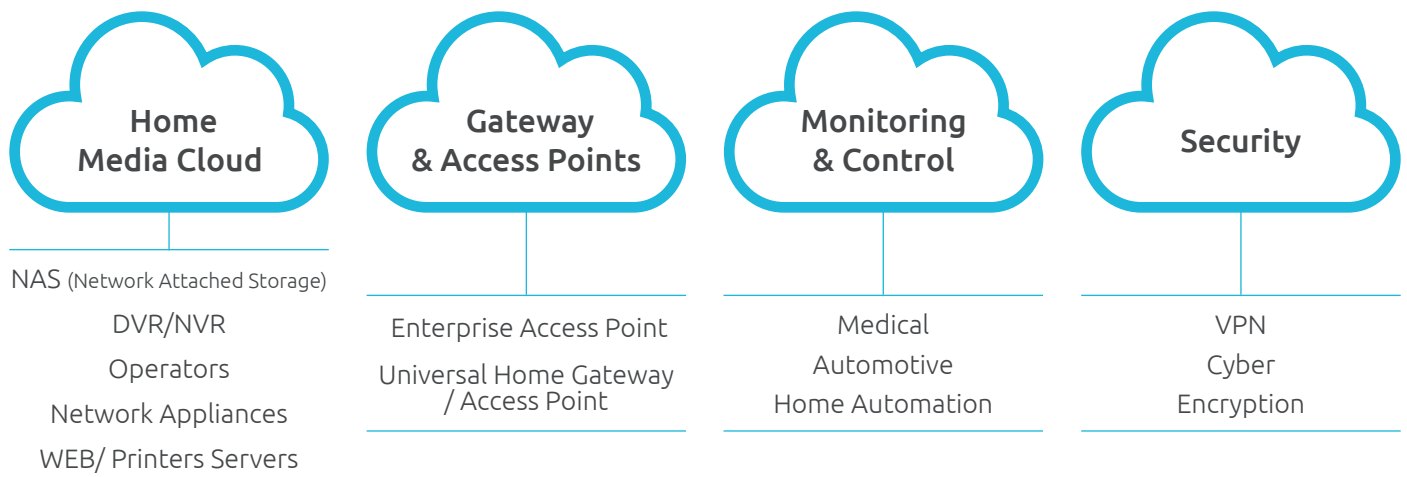 Home
Media Cloud
NAS (Network Attached Storage)
DVR/NVR
Operators
Network Appliances
WEB/ Printers Servers
Gateway
& Access Points
Enterprise Access Point
Universal Home Gateway
/ Access Point
Monitoring
& Control
Medical
Automotive
Home Automation
Security
VPN
Cyber
Encryption